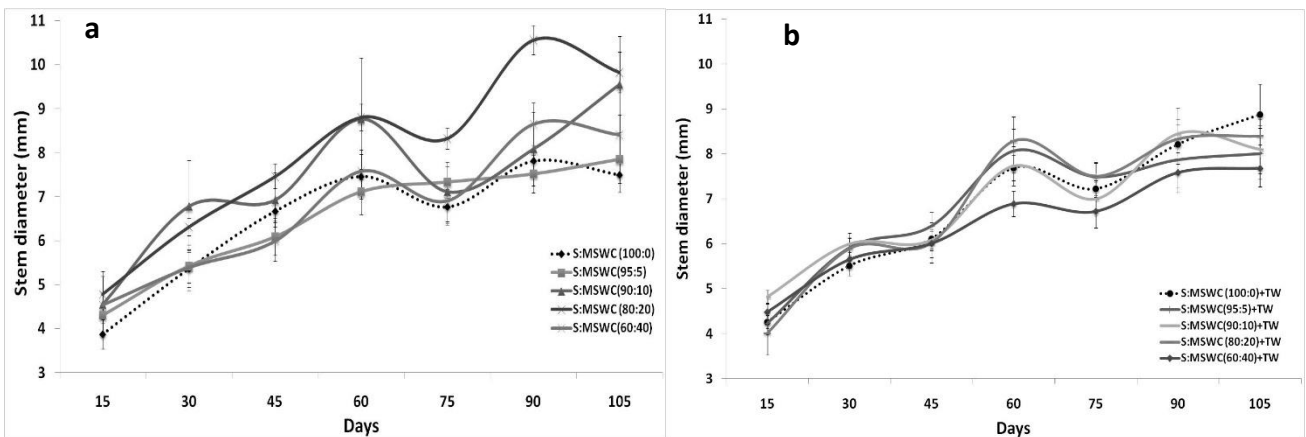 a
Stem diameter (mm)
11
10
9
8
7
6
5
4
3
15 30 45 60 75 90 105
Days
S:MSWC(100:0)
S:MSWC(95:5)
S:MSWC(90:10)
S:MSWC(80:20)
S:MSWC(60:40)
b
Stem diameter (mm)
11
10
9
8
7
6
5
4
3
15 30 45 60 75 90 105
Days
S:MSWC(100:0)+TW
S:MSWC(95:5)+TW
S:MSWC(90:10)+TW
S:MSWC(80:20)+TW
S:MSWC(60:40)+TW